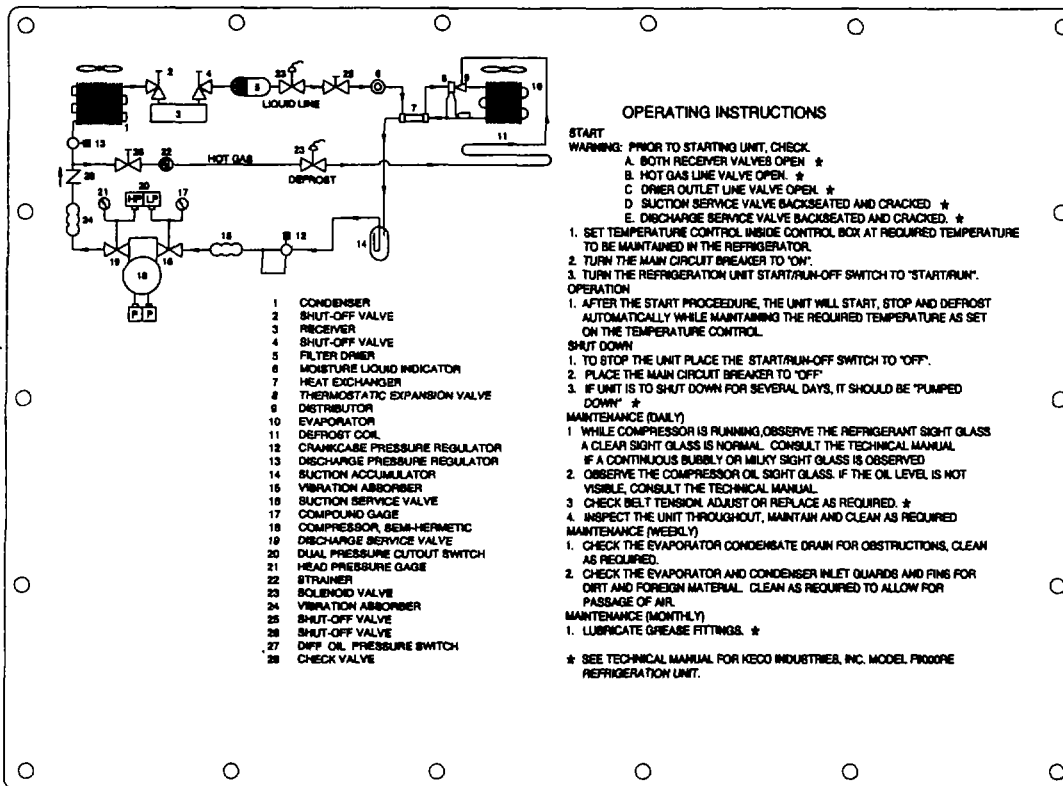 LIQUID LINE
HOT GAS
DEFROST
HP LP
P P
1 CONDENSER
2 SHUT-OFF VALVE
3 RECEIVER
4 SHUT-OFF VALVE
5 FILTER DRIER
6 MOISTURE LIQUID INDICATOR
7 HEAT EXCHANGER
8 THERMOSTATIC EXPANSION VALVE
9 DISTRIBUTOR
10 EVAPORATOR
11 DEFROST COIL
12 CRANKCASE PRESSURE REGULATOR
13 DISCHARGE PRESSURE REGULATOR
14 SUCTION ACCUMULATOR
15 VIBRATION ABSORBER
16 SUCTION SERVICE VALVE
17 COMPOUND GAGE
18 COMPRESSOR, SEMI-HERMETIC
19 DISCHARGE SERVICE VALVE
20 DUAL PRESSURE CUTOUT SWITCH
21 HEAD PRESSURE GAGE
22 STRAINER
23 SOLENOID VALVE
24 VIBRATION ABSORBER
25 SHUT-OFF VALVE
26 SHUT-OFF VALVE
27 DIFF OIL PRESSURE SWITCH
28 CHECK VALVE
OPERATING INSTRUCTIONS
START
WARNING: PRIOR TO STARTING UNIT, CHECK.
A. BOTH RECEIVER VALVES OPEN ★
B. HOT GAS LINE VALVE OPEN. ★
C DRIER OUTLET LINE VALVE OPEN. ★
D SUCTION SERVICE VALVE BACKSEATED AND CRACKED ★
E. DISCHARGE SERVICE VALVE BACKSEATED AND CRACKED. ★
1. SET TEMPERATURE CONTROL INSIDE CONTROL BOX AT REQUIRED TEMPERATURE
TO BE MAINTAINED IN THE REFRIGERATOR.
2. TURN THE MAIN CIRCUIT BREAKER TO "ON".
3. TURN THE REFRIGERATION UNIT START/RUN-OFF SWITCH TO "START/RUN".
OPERATION
1. AFTER THE START PROCEEDURE, THE UNIT WILL START, STOP AND DEFROST
AUTOMATICALLY WHILE MAINTAINING THE REQUIRED TEMPERATURE AS SET
ON THE TEMPERATURE CONTROL
SHUT DOWN
1. TO STOP THE UNIT PLACE THE START/RUN-OFF SWITCH TO "OFF".
2. PLACE THE MAIN CIRCUIT BREAKER TO "OFF"
3. IF UNIT IS TO SHUT DOWN FOR SEVERAL DAYS, IT SHOULD BE "PUMPED
DOWN" ★
MAINTENANCE (DAILY)
1 WHILE COMPRESSOR IS RUNNING, OBSERVE THE REFRIGERANT SIGHT GLASS
A CLEAR SIGHT GLASS IS NORMAL. CONSULT THE TECHNICAL MANUAL
IF A CONTINUOUS BUBBLY OR MILKY SIGHT GLASS IS OBSERVED
2. OBSERVE THE COMPRESSOR OIL SIGHT GLASS. IF THE OIL LEVEL IS NOT
VISIBLE, CONSULT THE TECHNICAL MANUAL
3 CHECK BELT TENSION. ADJUST OR REPLACE AS REQUIRED. ★
4. INSPECT THE UNIT THROUGHOUT, MAINTAIN AND CLEAN AS REQUIRED
MAINTENANCE (WEEKLY)
1. CHECK THE EVAPORATOR CONDENSATE DRAIN FOR OBSTRUCTIONS, CLEAN
AS REQUIRED.
2. CHECK THE EVAPORATOR AND CONDENSER INLET GUARDS AND FINS FOR
DIRT AND FOREIGN MATERIAL. CLEAN AS REQUIRED TO ALLOW FOR
PASSAGE OF AIR.
MAINTENANCE (MONTHLY)
1. LUBRICATE GREASE FITTINGS. ★
★ SEE TECHNICAL MANUAL FOR KECO INDUSTRIES, INC. MODEL
REFRIGERATION UNIT.